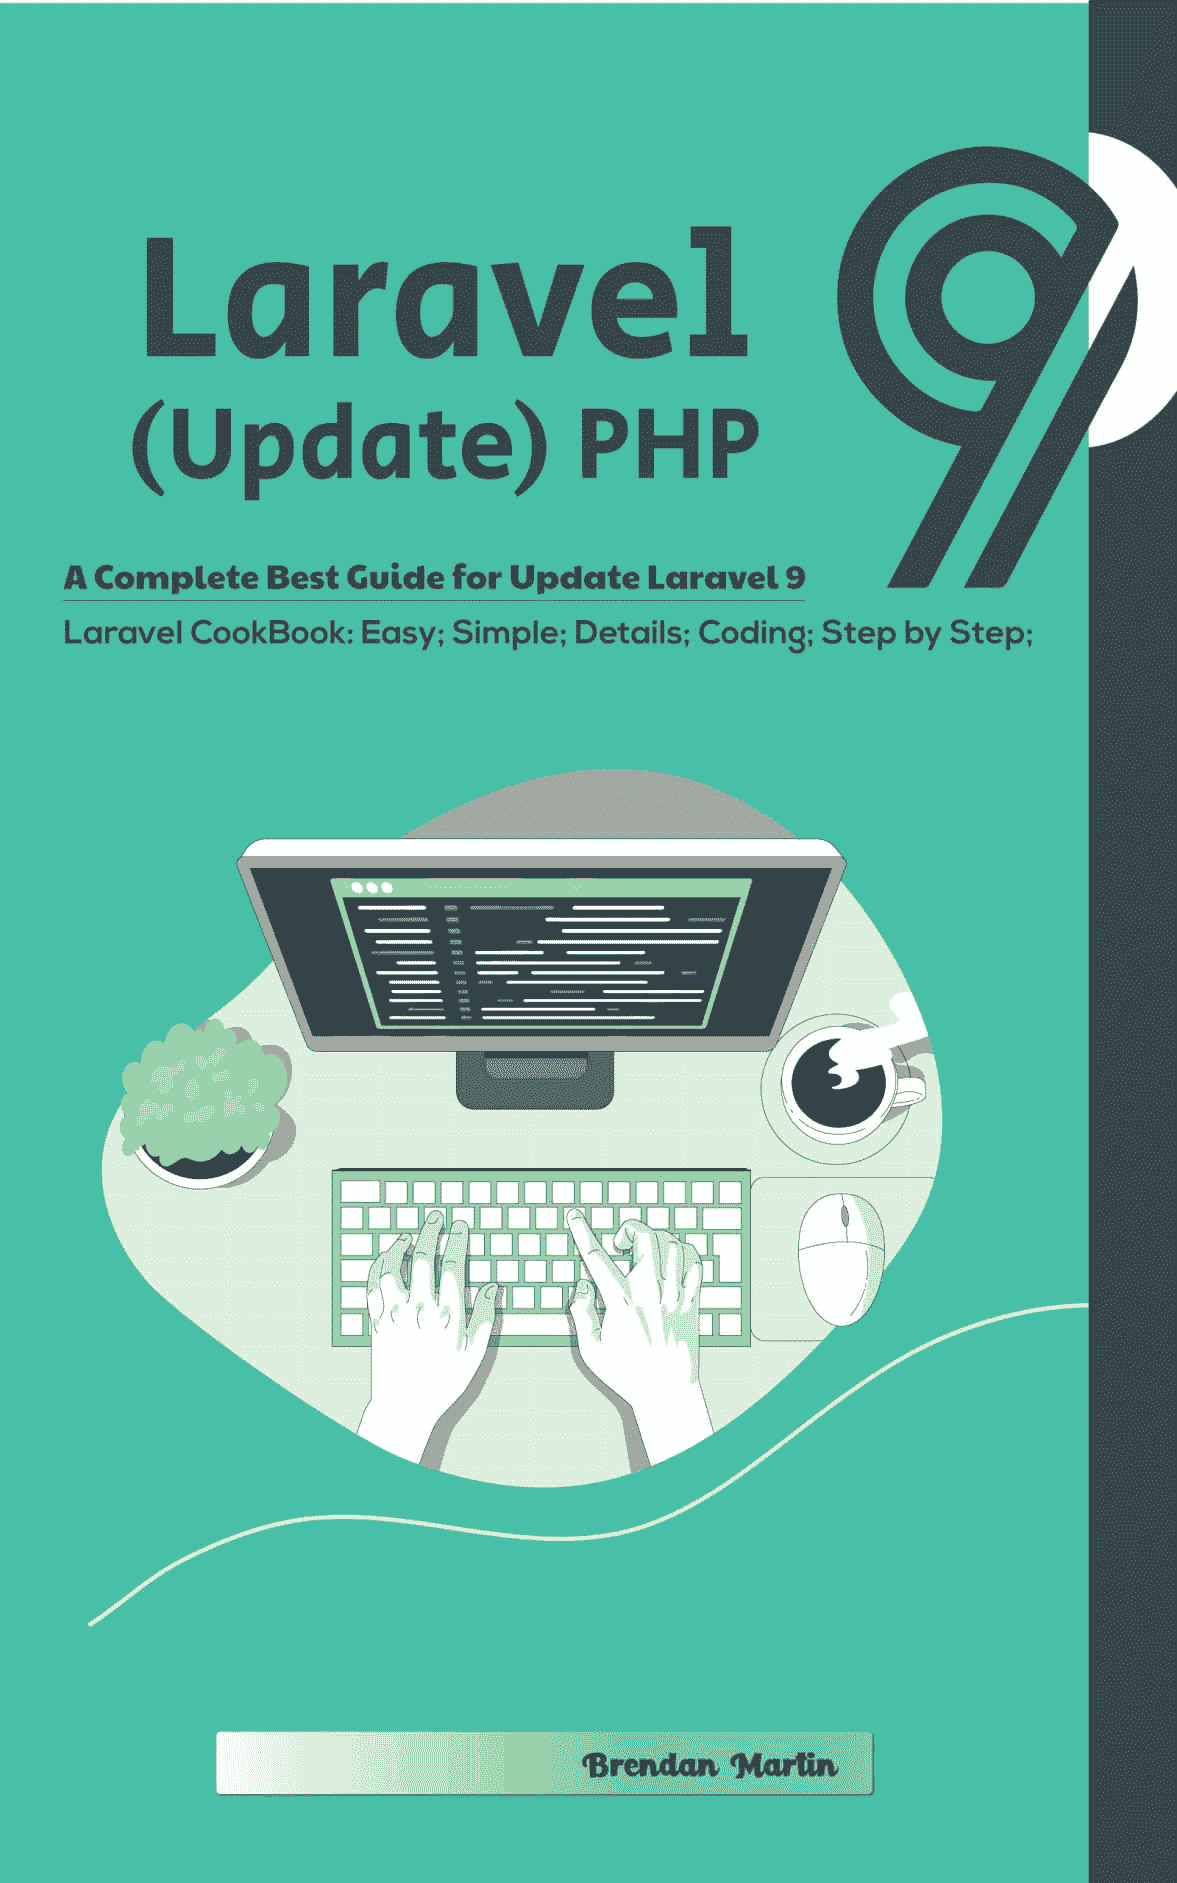 Laravel 9
(Update) PHP
A Complete Best Guide for Update Laravel 9
Laravel CookBook: Easy; Simple; Details; Coding; Step by Step;
Brendan Martin